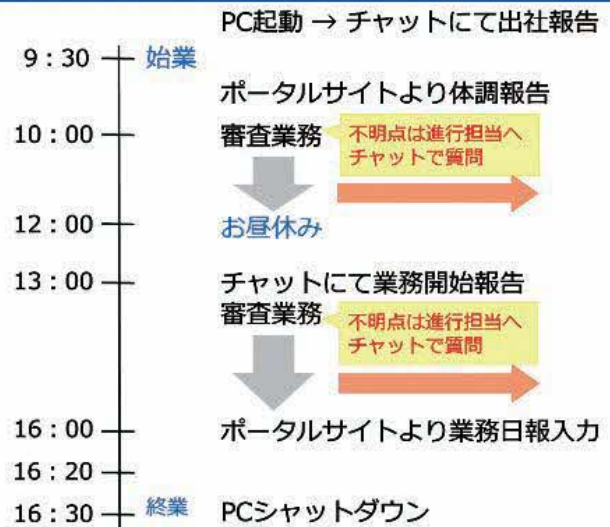 PC起動 → チャットにて出社報告
9：30 始業
ポータルサイトより体調報告
10：00 審査業務
不明点は進行担当へ
チャットで質問
12：00 お昼休み
13：00 チャットにて業務開始報告
審査業務
不明点は進行担当へ
チャットで質問
16：00 ポータルサイトより業務日報入力
16：20
16：30 終業 PCシャットダウン